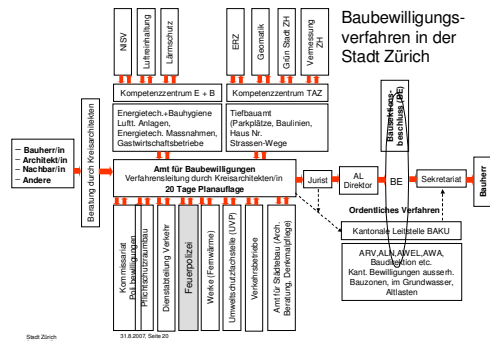 Baubewilligungs-
verfahren in der
Stadt Zürich
NISV
Luftreinhaltung
Lärmschutz
ERZ
Geomatik
Grün Stadt ZH
Vermessung
ZH
Kompetenzzentrum E + B
Kompetenzzentrum TAZ
Energietech.+Bauhygiene
Luftt. Anlagen,
Energietech. Massnahmen,
Gastwirtschaftsbetriebe
Tiefbauamt
(Parkplätze, Baulinien,
Haus Nr.
Strassen-Wege
Bausektions-
beschluss (BE)
– Bauherr/in
– Architekt/in
– Nachbar/in
– Andere
Beratung durch Kreisarchitekten
Amt für Baubewilligungen
Verfahrensleitung durch Kreisarchitekten/in
20 Tage Planauflage
Jurist
AL
Direktor
BE
Sekretariat
Bauherr
Ordentliches Verfahren
Kantonale Leitstelle BAKU
ARV,ALN,AWEL,AWA,
Baudirektion etc.
Kant. Bewilligungen ausserh.
Bauzonen, im Grundwasser,
Altlasten
Kommissariat
Poli.bewilligungen
Pflichtschutzraumbau
Dienstabteilung Verkehr
Feuerpolizei
Werke (Fernwärme)
Umweltschutzfachstelle (UVP)
Verkehrsbetriebe
Amt für Städtebau (Arch.
Beratung, Denkmalpflege)
Stadt Zürich
31.8.2007, Seite 20